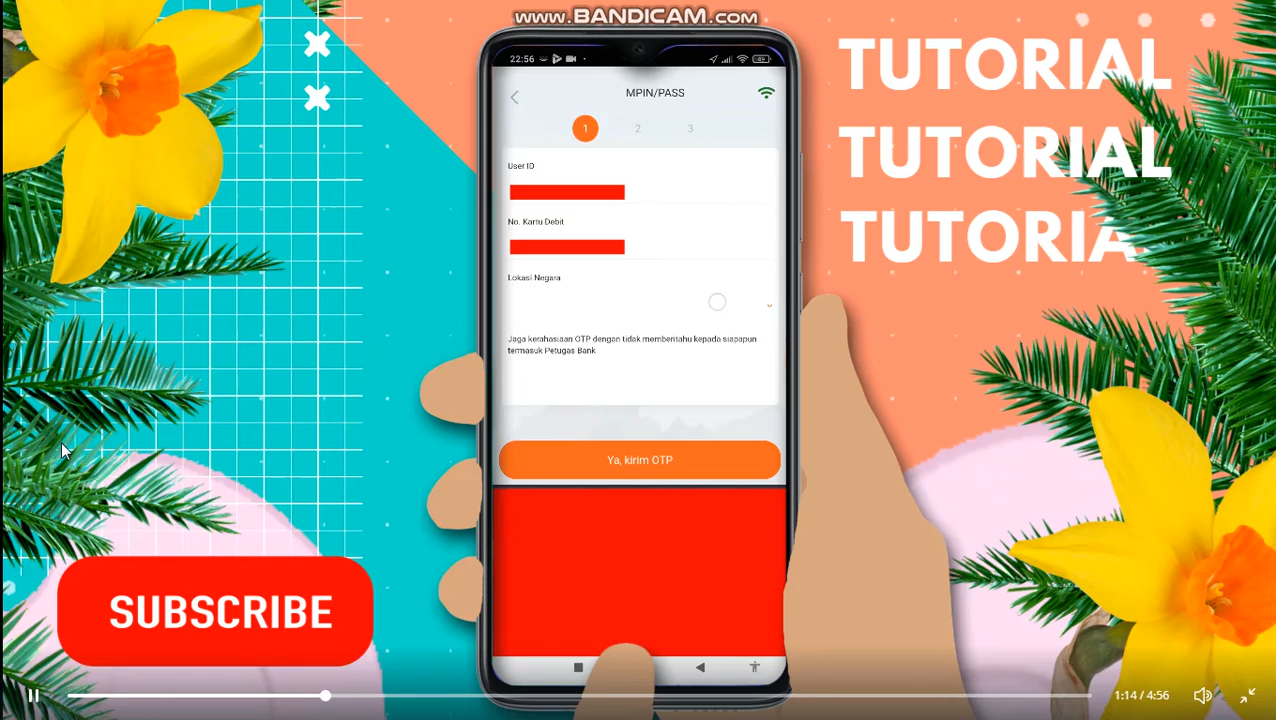 www.BANDICAM.com
22:56
49
MPIN/PASS
1 2 3
User ID
No. Kartu Debit
Lokasi Negara
Jaga kerahasiaan OTP dengan tidak memberitahu kepada siapapun
termasuk Petugas Bank
Ya, kirim OTP
TUTORIAL
TUTORIAL
TUTORIA
SUBSCRIBE
1:14 / 4:56